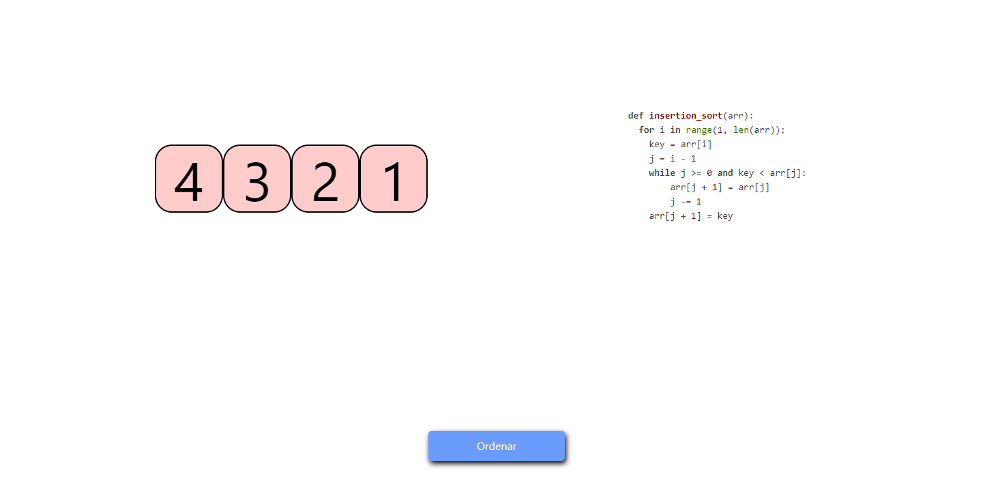 4 3 2 1
def insertion_sort(arr):
  for i in range(1, len(arr)):
    key = arr[i]
    j = i - 1
    while j >= 0 and key < arr[j]:
        arr[j + 1] = arr[j]
        j -= 1
    arr[j + 1] = key
Ordenar